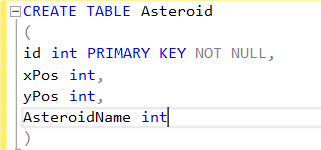 CREATE TABLE Asteroid
(
id int PRIMARY KEY NOT NULL,
xPos int,
yPos int,
AsteroidName int
)